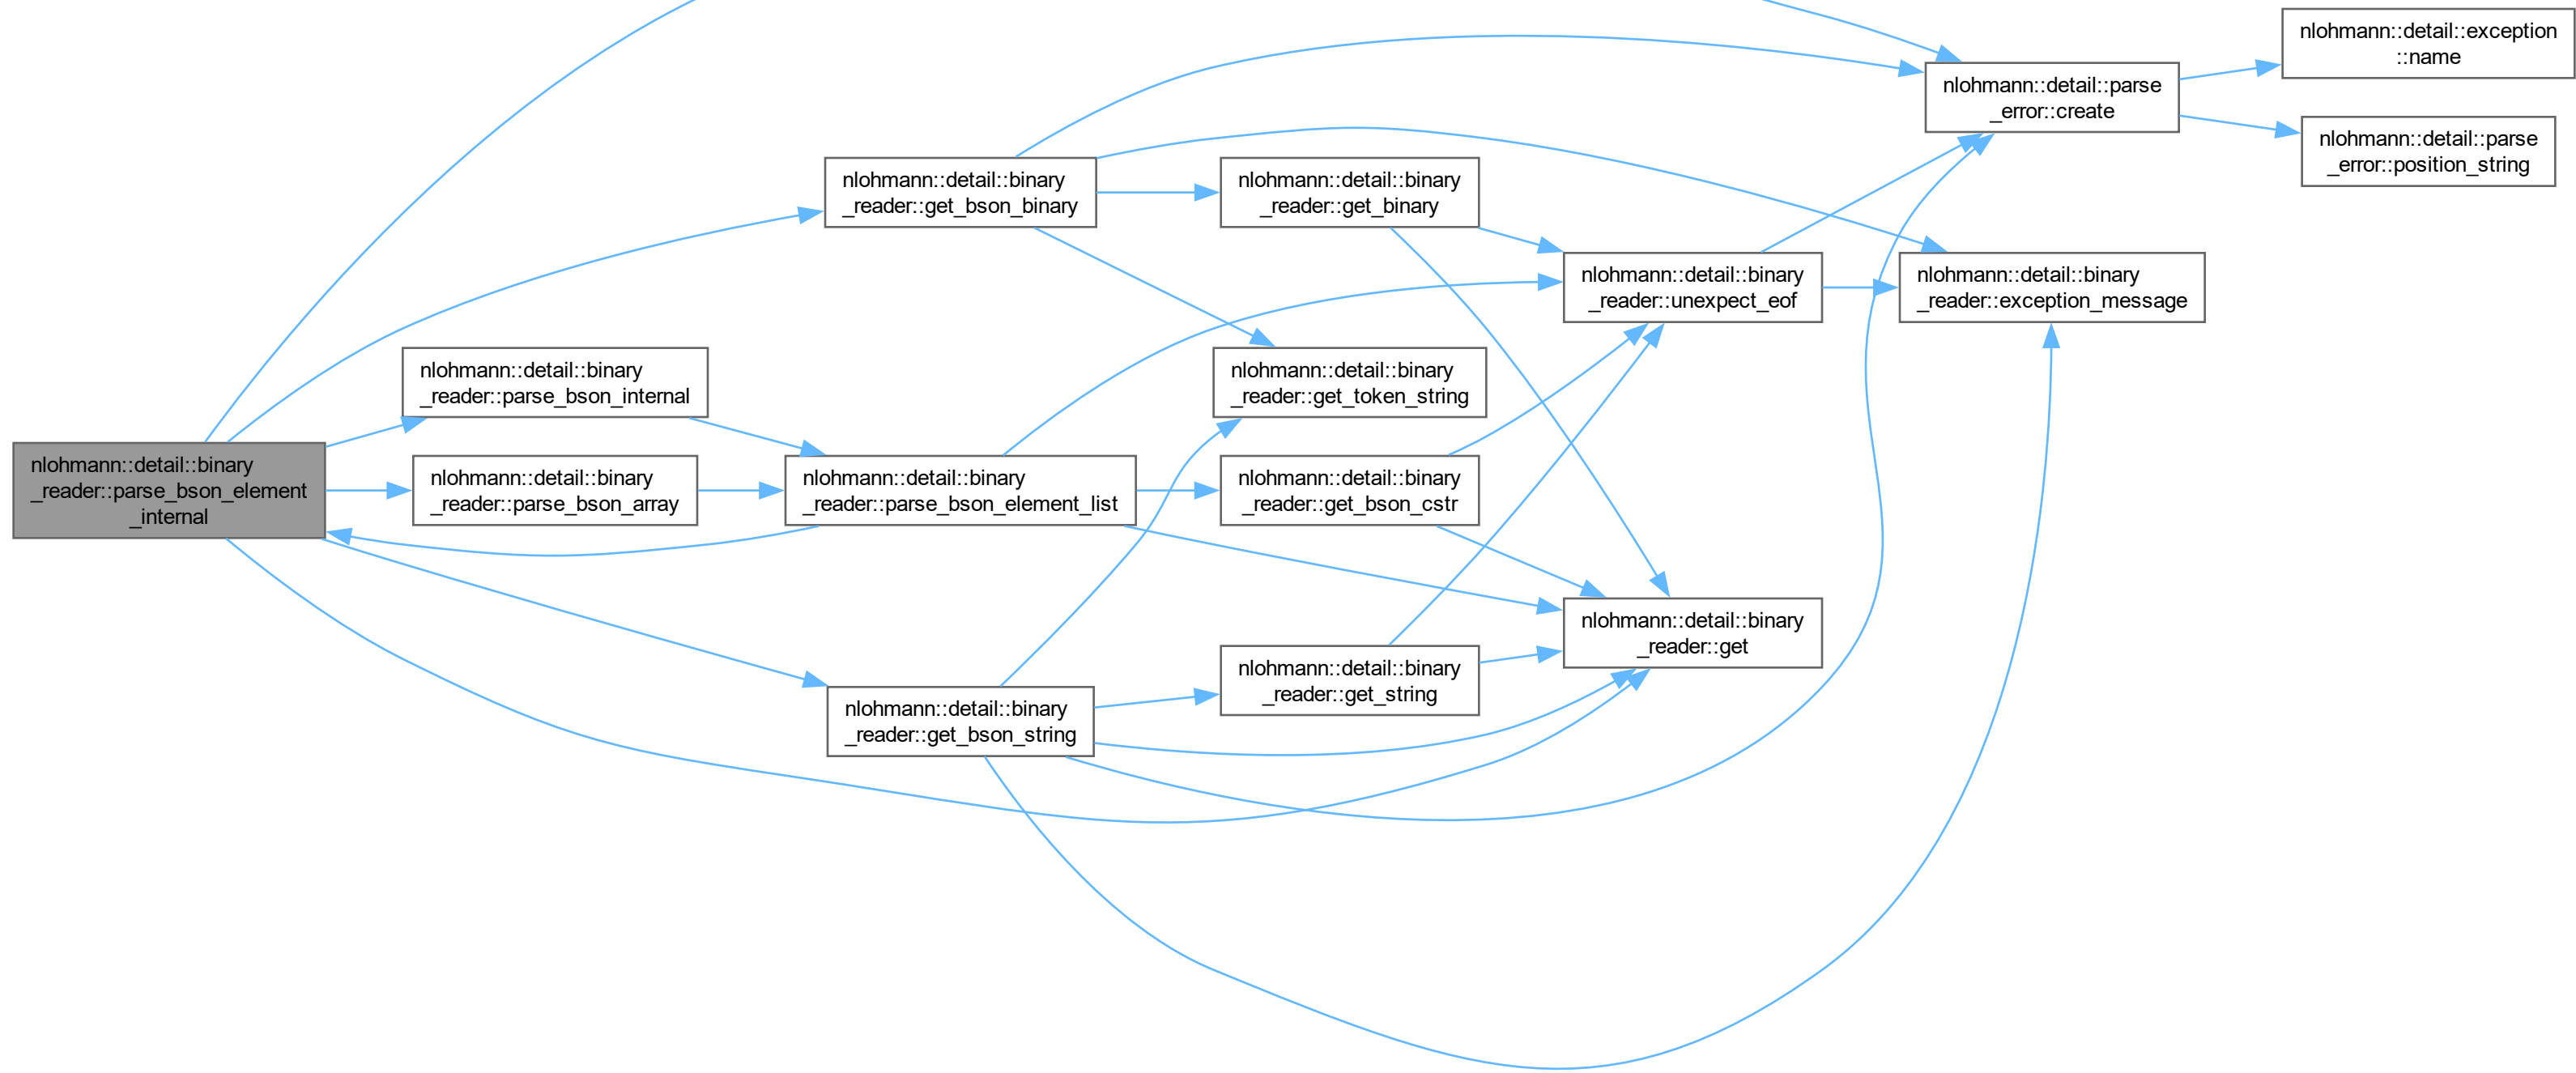 nlohmann::detail::exception
::name
nlohmann::detail::parse
_error::create
nlohmann::detail::parse
_error::position_string
nlohmann::detail::binary
_reader::get_bson_binary
nlohmann::detail::binary
_reader::get_binary
nlohmann::detail::binary
_reader::unexpect_eof
nlohmann::detail::binary
_reader::exception_message
nlohmann::detail::binary
_reader::parse_bson_internal
nlohmann::detail::binary
_reader::get_token_string
nlohmann::detail::binary
_reader::parse_bson_element
_internal
nlohmann::detail::binary
_reader::parse_bson_array
nlohmann::detail::binary
_reader::parse_bson_element_list
nlohmann::detail::binary
_reader::get_bson_cstr
nlohmann::detail::binary
_reader::get
nlohmann::detail::binary
_reader::get_string
nlohmann::detail::binary
_reader::get_bson_string